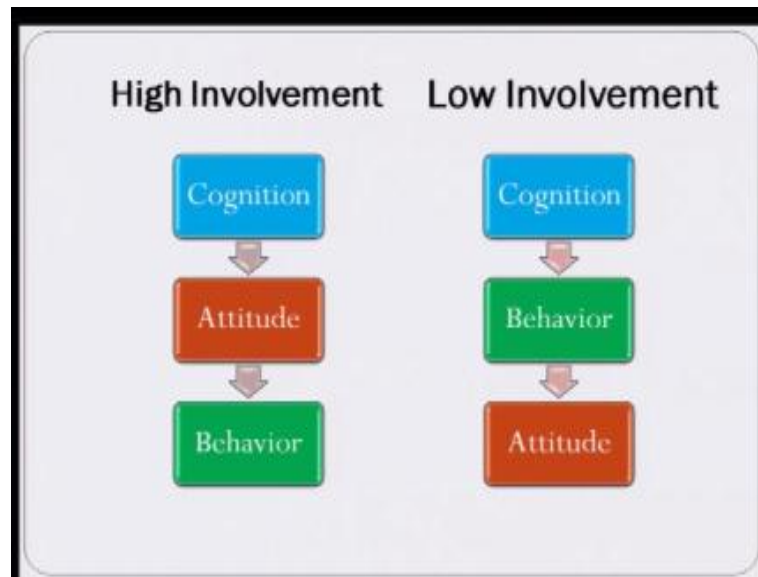 High Involvement
Cognition
Attitude
Behavior
Low Involvement
Cognition
Behavior
Attitude